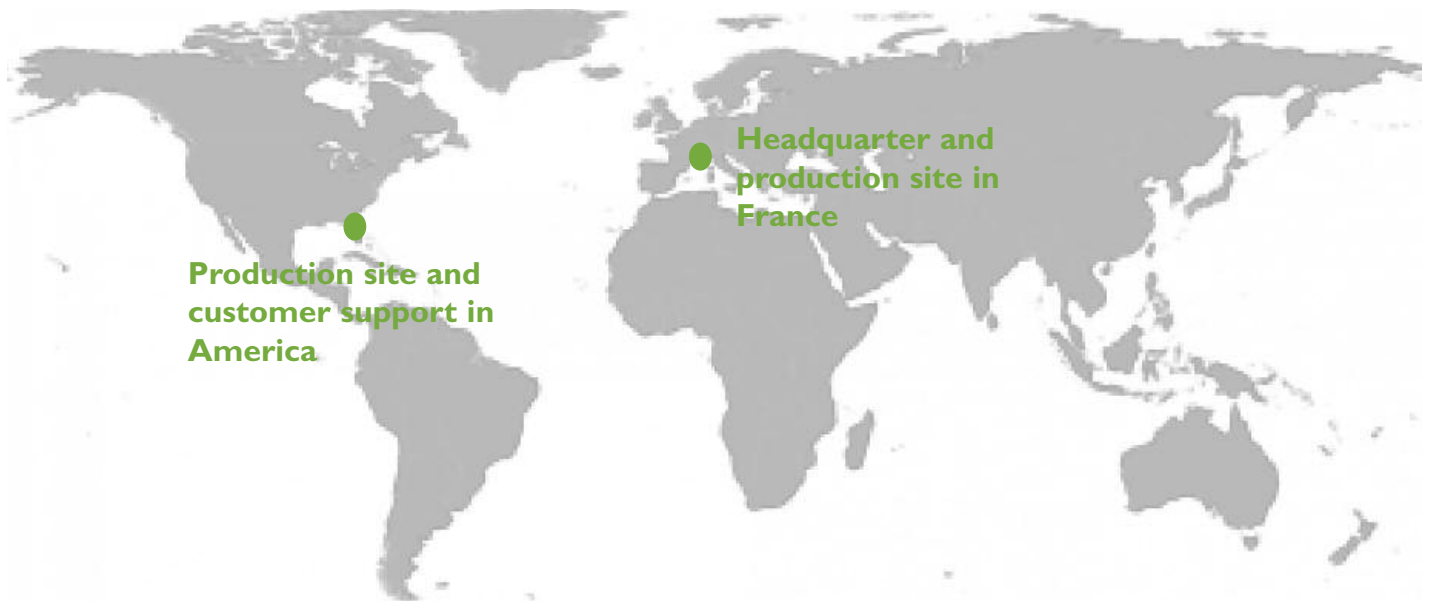 Headquarter and
production site in
France
Production site and
customer support in
America